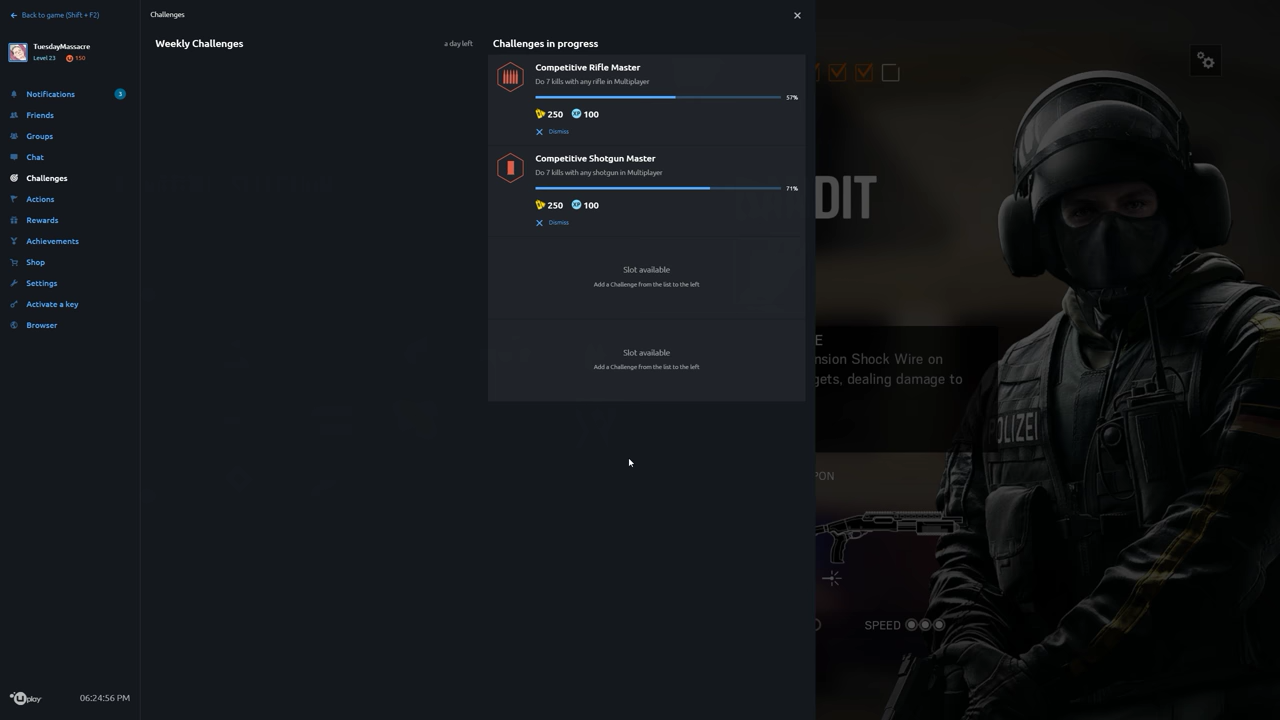 Back to game (Shift + F2)
TuesdayMassacre
Level 23
150
Notifications
3
Friends
Groups
Chat
Challenges
Actions
Rewards
Achievements
Shop
Settings
Activate a key
Browser
uplay
06:24:56 PM
Challenges
Weekly Challenges
a day left
Challenges in progress
Competitive Rifle Master
Do 7 kills with any rifle in Multiplayer
57%
250
XP
100
Dismiss
Competitive Shotgun Master
Do 7 kills with any shotgun in Multiplayer
71%
250
XP
100
Dismiss
Slot available
Add a Challenge from the list to the left
Slot available
Add a Challenge from the list to the left
DIT
E
nsion Shock Wire on
gets, dealing damage to
OLIZEI
PON
SPEED